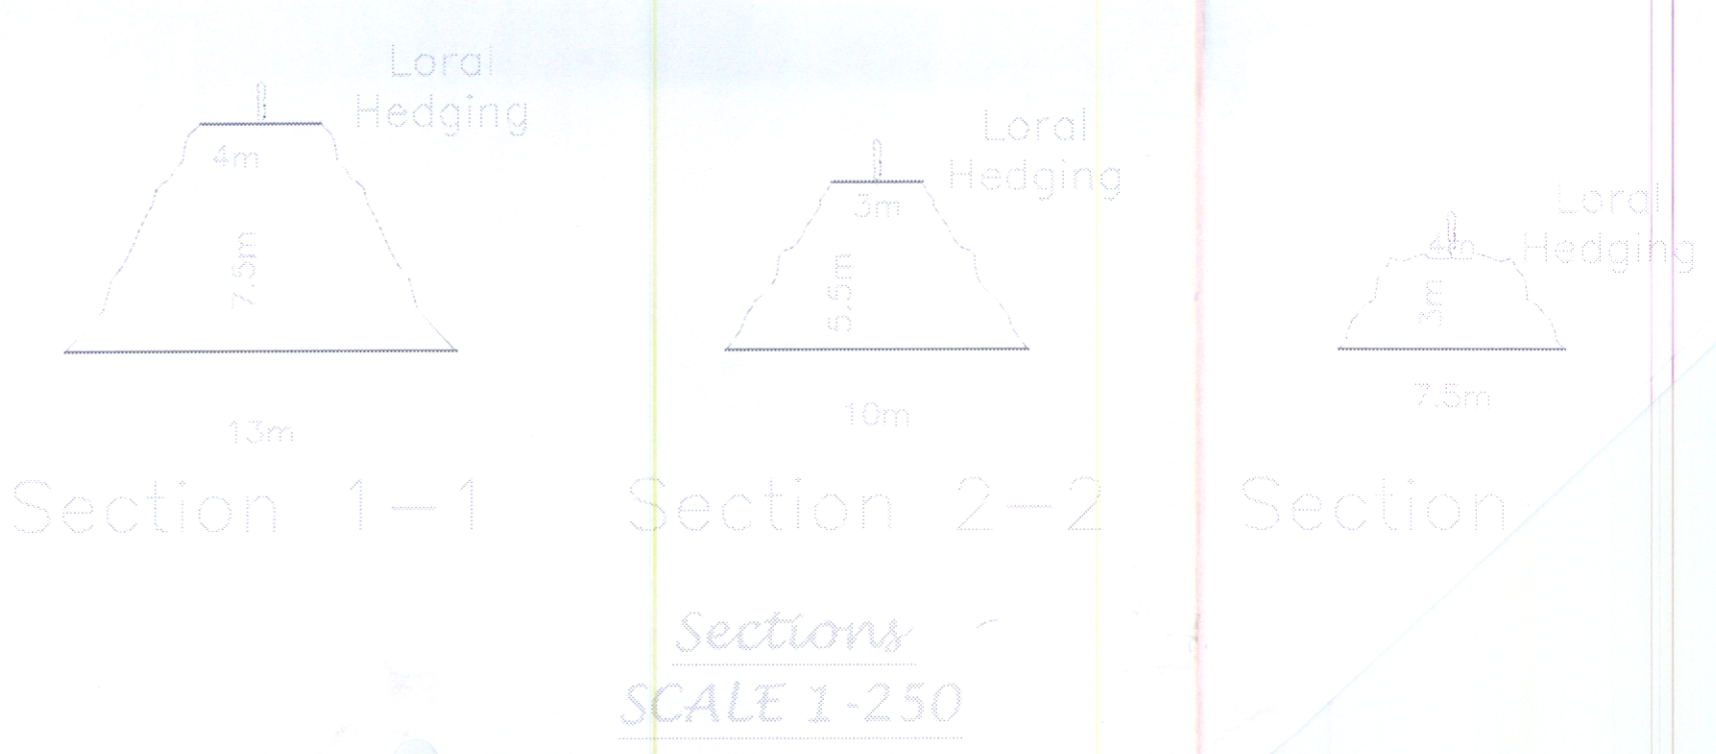 Loral
Hedging
4m
7.5m
13m
Section 1-1
Loral
Hedging
3m
5.5m
10m
Section 2-2
Loral
Hedging
4m
3m
7.5m
Section
Sections
SCALE 1-250